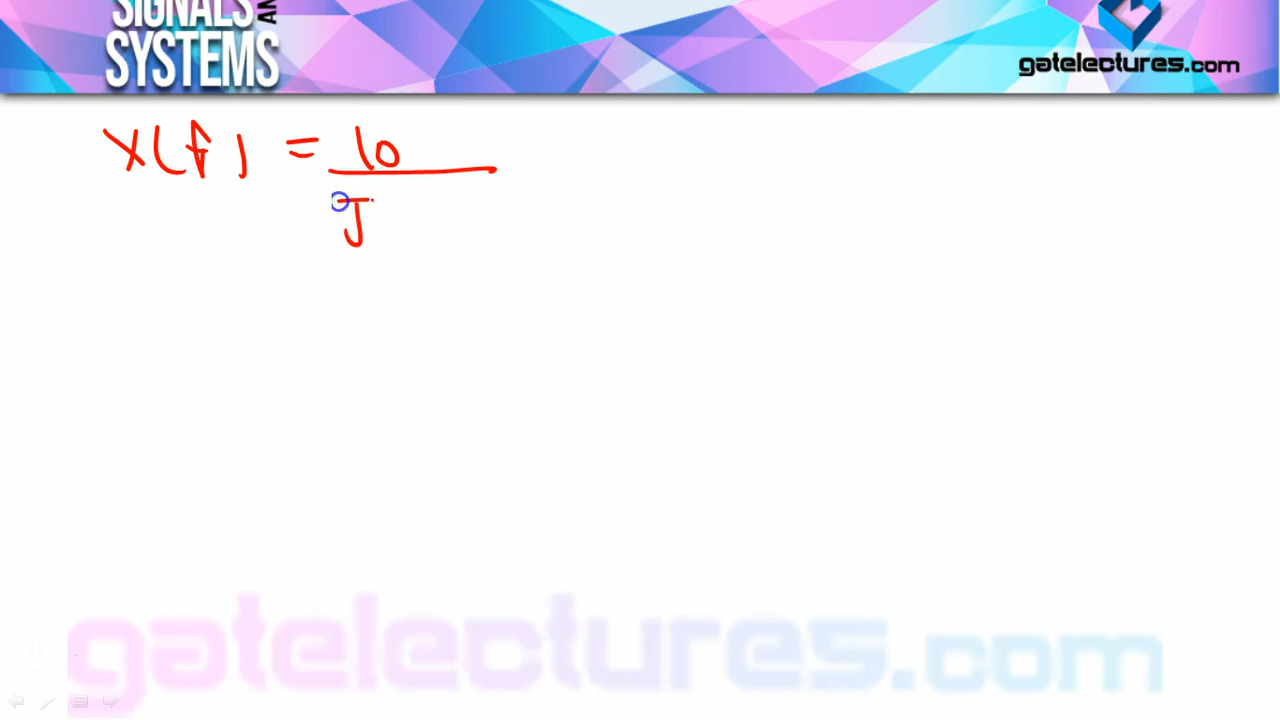 SIGNALS AND
SYSTEMS
gatelectures.com
X(f) = 10
J
gatelectures.com